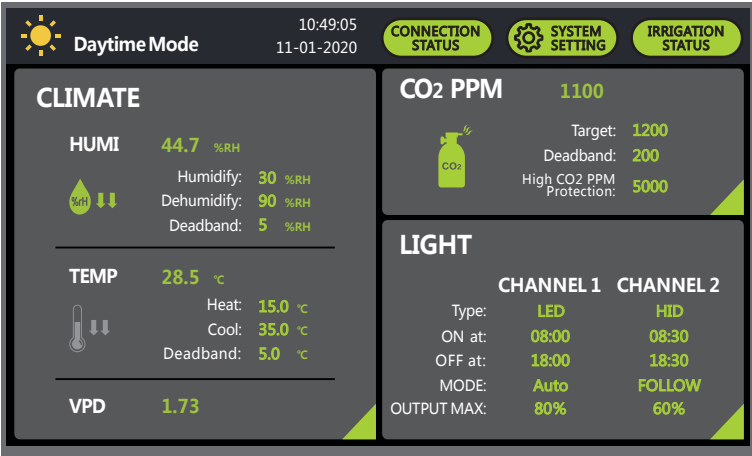 Daytime Mode
10:49:05
11-01-2020
CONNECTION
STATUS
SYSTEM
SETTING
IRRIGATION
STATUS
CLIMATE
HUMI 44.7 %RH
%rH
Humidify: 30 %RH
Dehumidify: 90 %RH
Deadband: 5 %RH
TEMP 28.5 ℃
Heat: 15.0 ℃
Cool: 35.0 ℃
Deadband: 5.0 ℃
VPD 1.73
CO2 PPM 1100
CO2
Target: 1200
Deadband: 200
High CO2 PPM
Protection: 5000
LIGHT
CHANNEL 1 CHANNEL 2
Type: LED HID
ON at: 08:00 08:30
OFF at: 18:00 18:30
MODE: Auto FOLLOW
OUTPUT MAX: 80% 60%